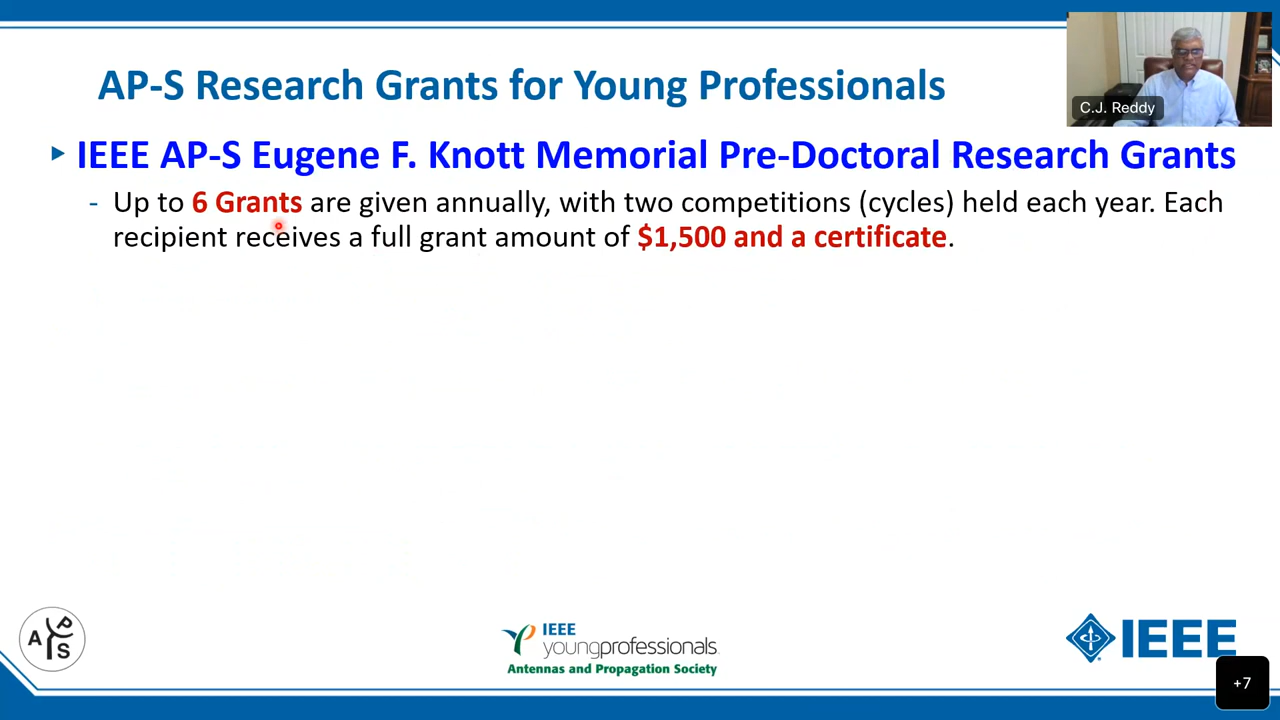 AP-S Research Grants for Young Professionals
C.J. Reddy
IEEE AP-S Eugene F. Knott Memorial Pre-Doctoral Research Grants
- Up to 6 Grants are given annually, with two competitions (cycles) held each year. Each
recipient receives a full grant amount of $1,500 and a certificate.
A P S
IEEE
youngprofessionals
Antennas and Propagation Society
IEEE
+7